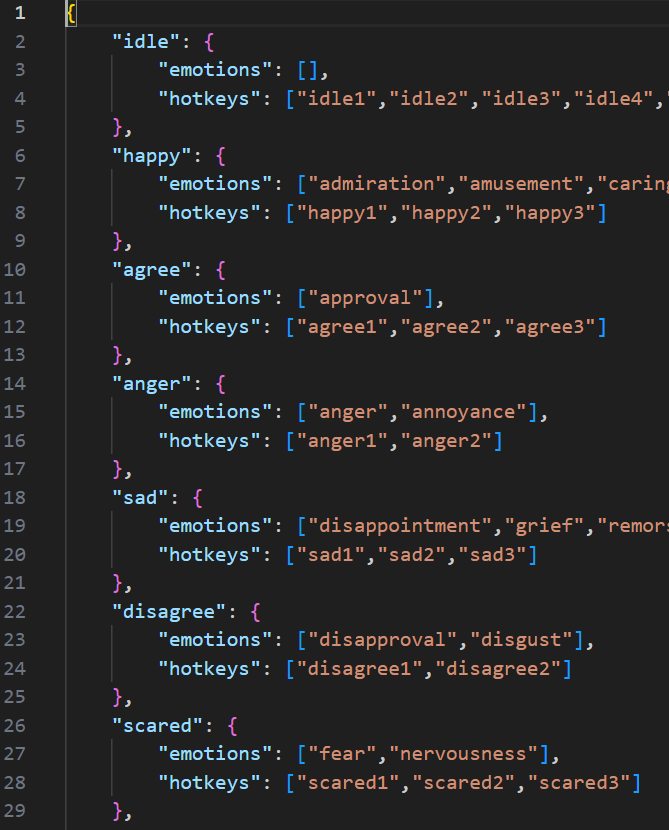 1 {
2 "idle": {
3 "emotions": [],
4 "hotkeys": ["idle1","idle2","idle3","idle4",
5 },
6 "happy": {
7 "emotions": ["admiration","amusement","caring
8 "hotkeys": ["happy1","happy2","happy3"]
9 },
10 "agree": {
11 "emotions": ["approval"],
12 "hotkeys": ["agree1","agree2","agree3"]
13 },
14 "anger": {
15 "emotions": ["anger","annoyance"],
16 "hotkeys": ["anger1","anger2"]
17 },
18 "sad": {
19 "emotions": ["disappointment","grief","remors
20 "hotkeys": ["sad1","sad2","sad3"]
21 },
22 "disagree": {
23 "emotions": ["disapproval","disgust"],
24 "hotkeys": ["disagree1","disagree2"]
25 },
26 "scared": {
27 "emotions": ["fear","nervousness"],
28 "hotkeys": ["scared1","scared2","scared3"]
29 },